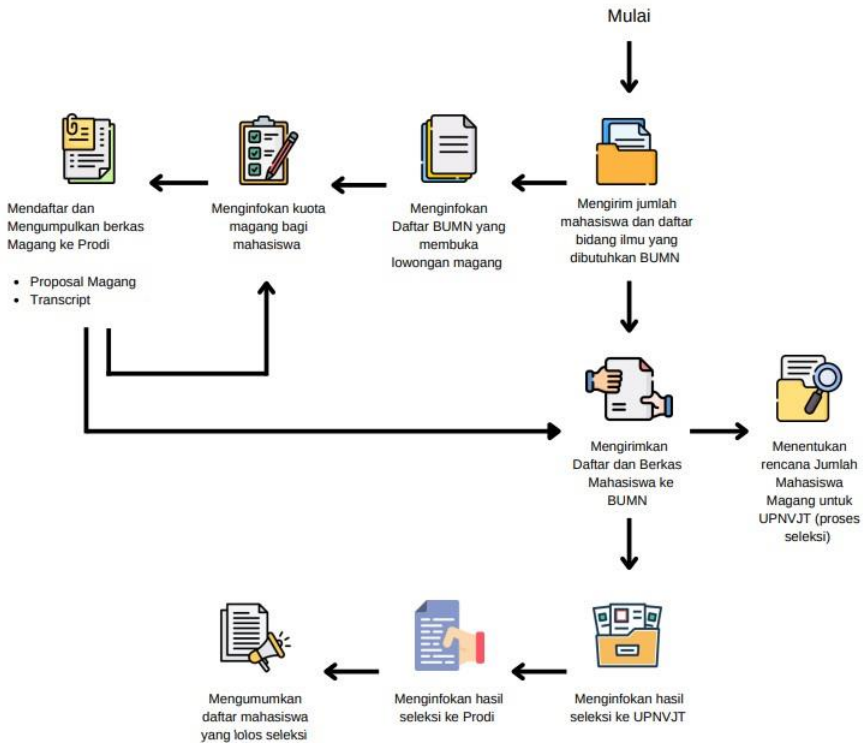 Mulai
Mendaftar dan
Mengumpulkan berkas
Magang ke Prodi
• Proposal Magang
• Transcript
Menginfokan kuota
magang bagi
mahasiswa
Menginfokan
Daftar BUMN yang
membuka
lowongan magang
Mengirim jumlah
mahasiswa dan daftar
bidang ilmu yang
dibutuhkan BUMN
Mengirimkan
Daftar dan Berkas
Mahasiswa ke
BUMN
Menentukan
rencana Jumlah
Mahasiswa
Magang untuk
UPNVJT (proses
seleksi)
Mengumumkan
daftar mahasiswa
yang lolos seleksi
Menginfokan hasil
seleksi ke Prodi
Menginfokan hasil
seleksi ke UPNVJT